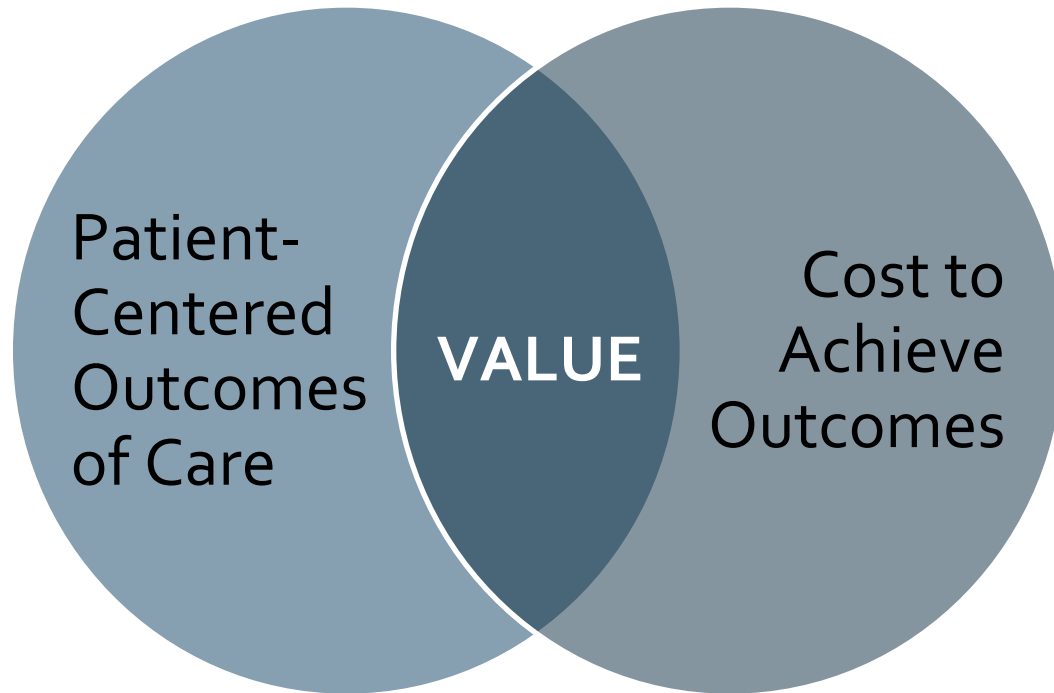 Patient-
Centered
Outcomes
of Care
VALUE
Cost to
Achieve
Outcomes